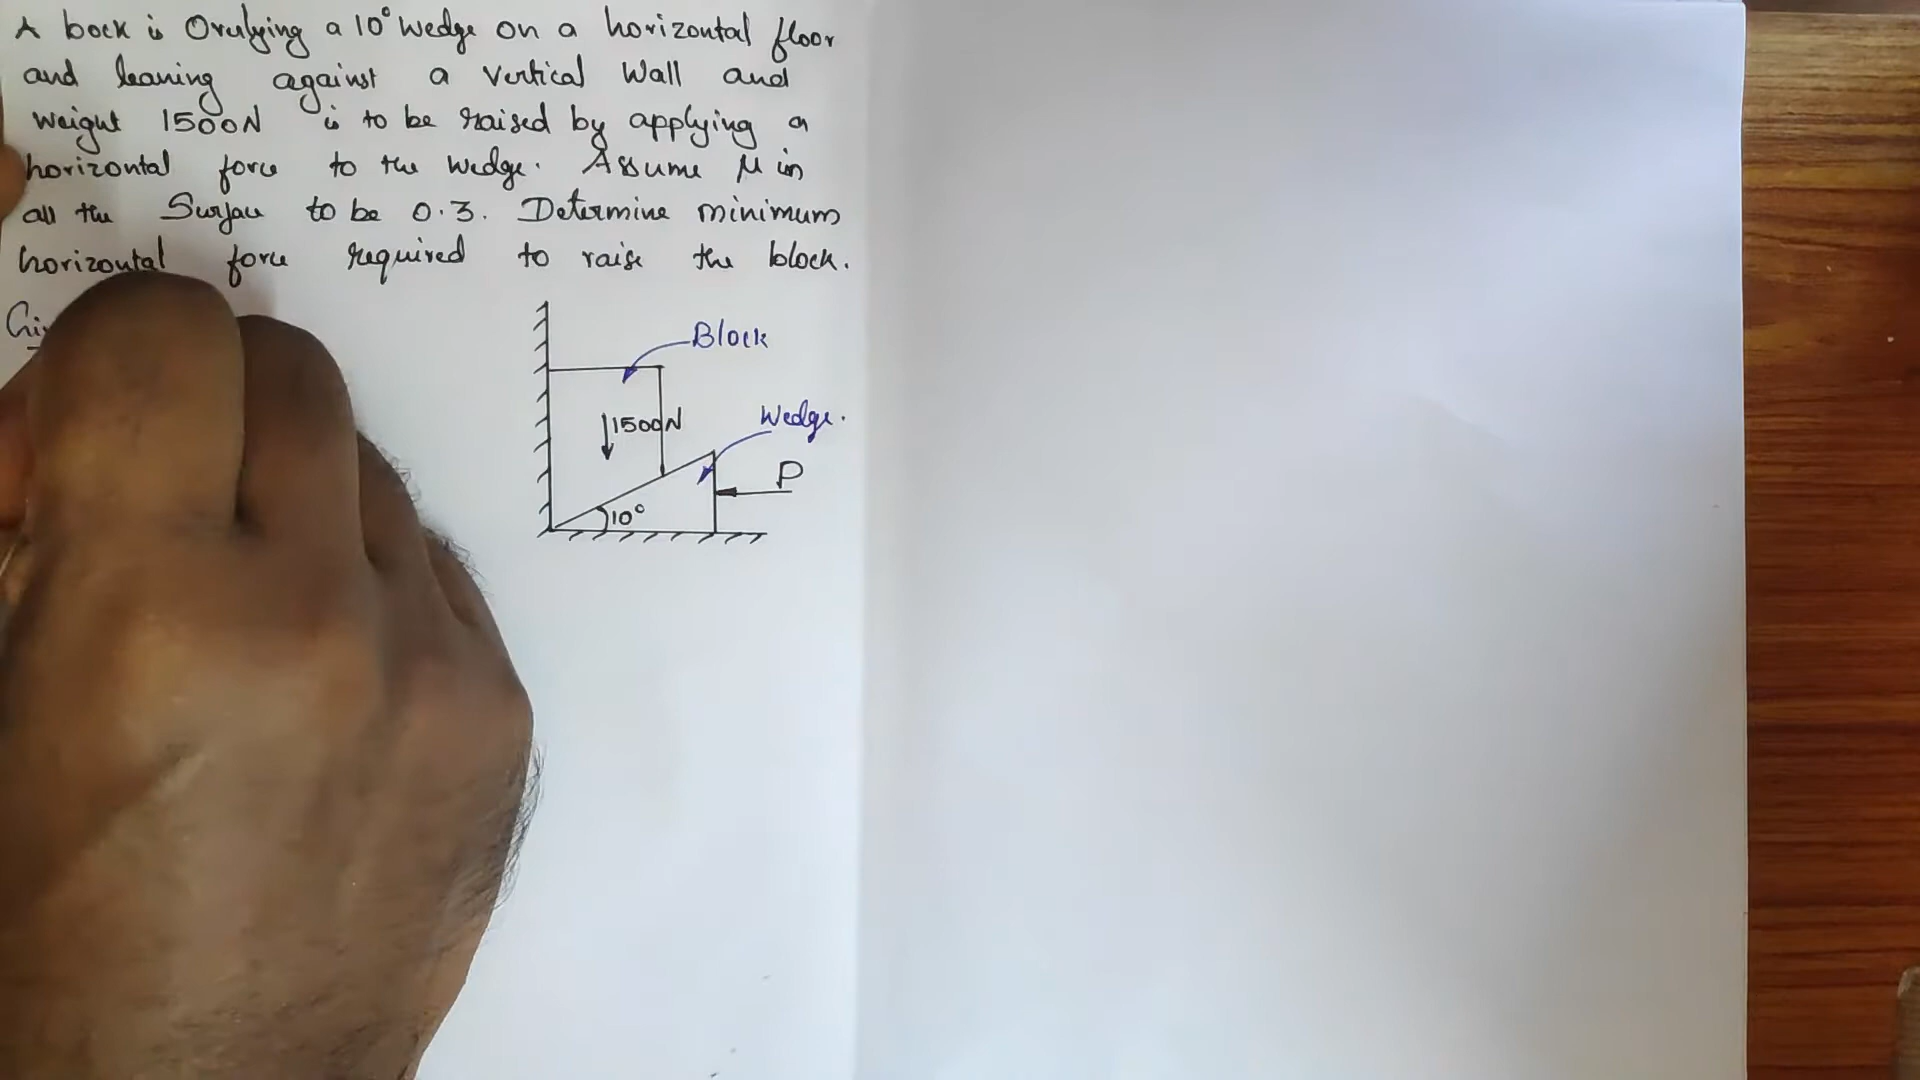 A bock is Overlying a 10° Wedge on a horizontal floor
and leaning against a Vertical Wall and
weight 1500N is to be raised by applying a
horizontal force to the wedge. Assume μ in
all the Surface to be 0.3. Determine minimum
horizontal force required to raise the block.
Block
Wedge.
1500N
P
10°